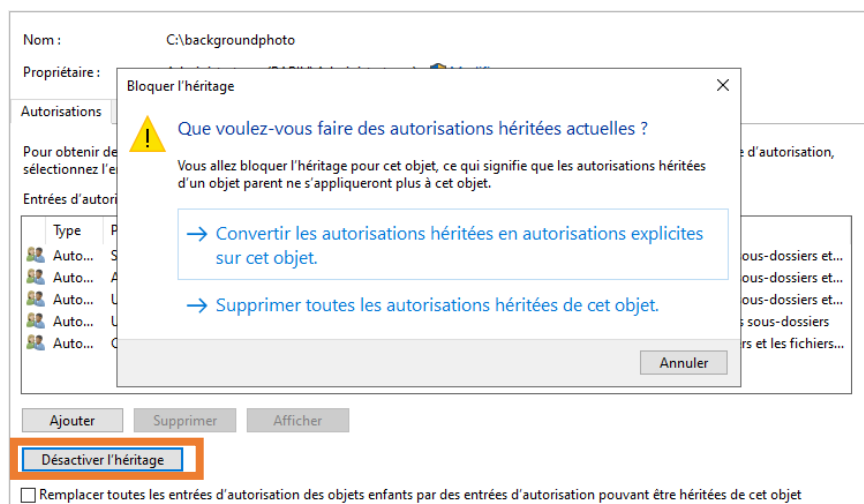 Nom :
C:\backgroundphoto
Propriétaire :
Bloquer l'héritage
Autorisations
Que voulez-vous faire des autorisations héritées actuelles ?
Pour obtenir de
e d'autorisation,
Vous allez bloquer l'héritage pour cet objet, ce qui signifie que les autorisations héritées
sélectionnez l'e
d'un objet parent ne s'appliqueront plus à cet objet.
Entrées d'autori
Type P
→ Convertir les autorisations héritées en autorisations explicites
sur cet objet.
Auto... S
ous-dossiers et...
Auto... A
ous-dossiers et...
Auto... U
ous-dossiers et...
→ Supprimer toutes les autorisations héritées de cet objet.
Auto... U
s sous-dossiers
Auto... C
rs et les fichiers...
Annuler
Ajouter Supprimer Afficher
Désactiver l'héritage
Remplacer toutes les entrées d'autorisation des objets enfants par des entrées d'autorisation pouvant être héritées de cet objet